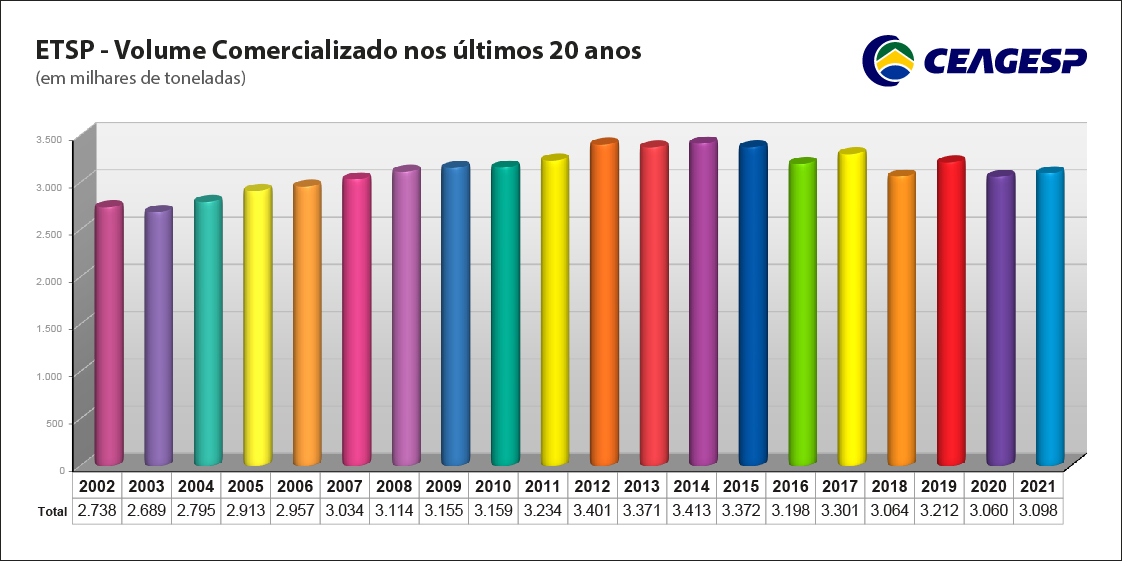 ETSP - Volume Comercializado nos últimos 20 anos
(em milhares de toneladas)
CEAGESP
3.500
3.000
2.500
2.000
1.500
1.000
500
0
2002 2003 2004 2005 2006 2007 2008 2009 2010 2011 2012 2013 2014 2015 2016 2017 2018 2019 2020 2021
Total 2.738 2.689 2.795 2.913 2.957 3.034 3.114 3.155 3.159 3.234 3.401 3.371 3.413 3.372 3.198 3.301 3.064 3.212 3.060 3.098